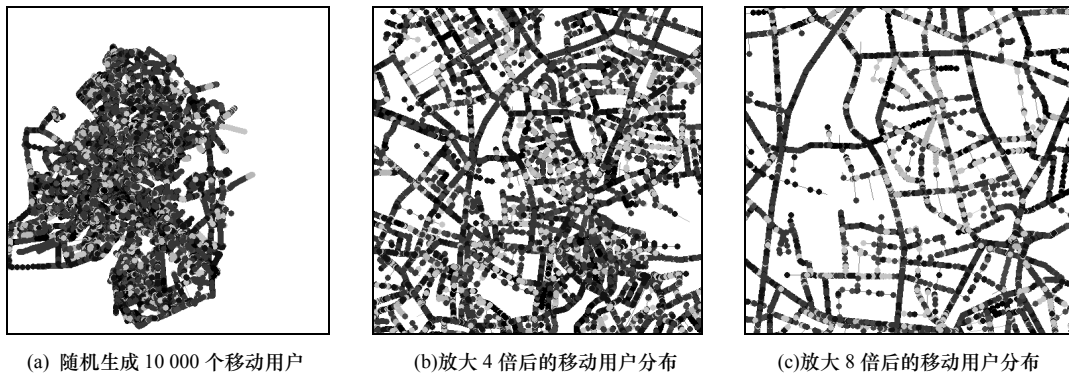 (a) 随机生成 10 000 个移动用户
(b)放大 4 倍后的移动用户分布
(c)放大 8 倍后的移动用户分布